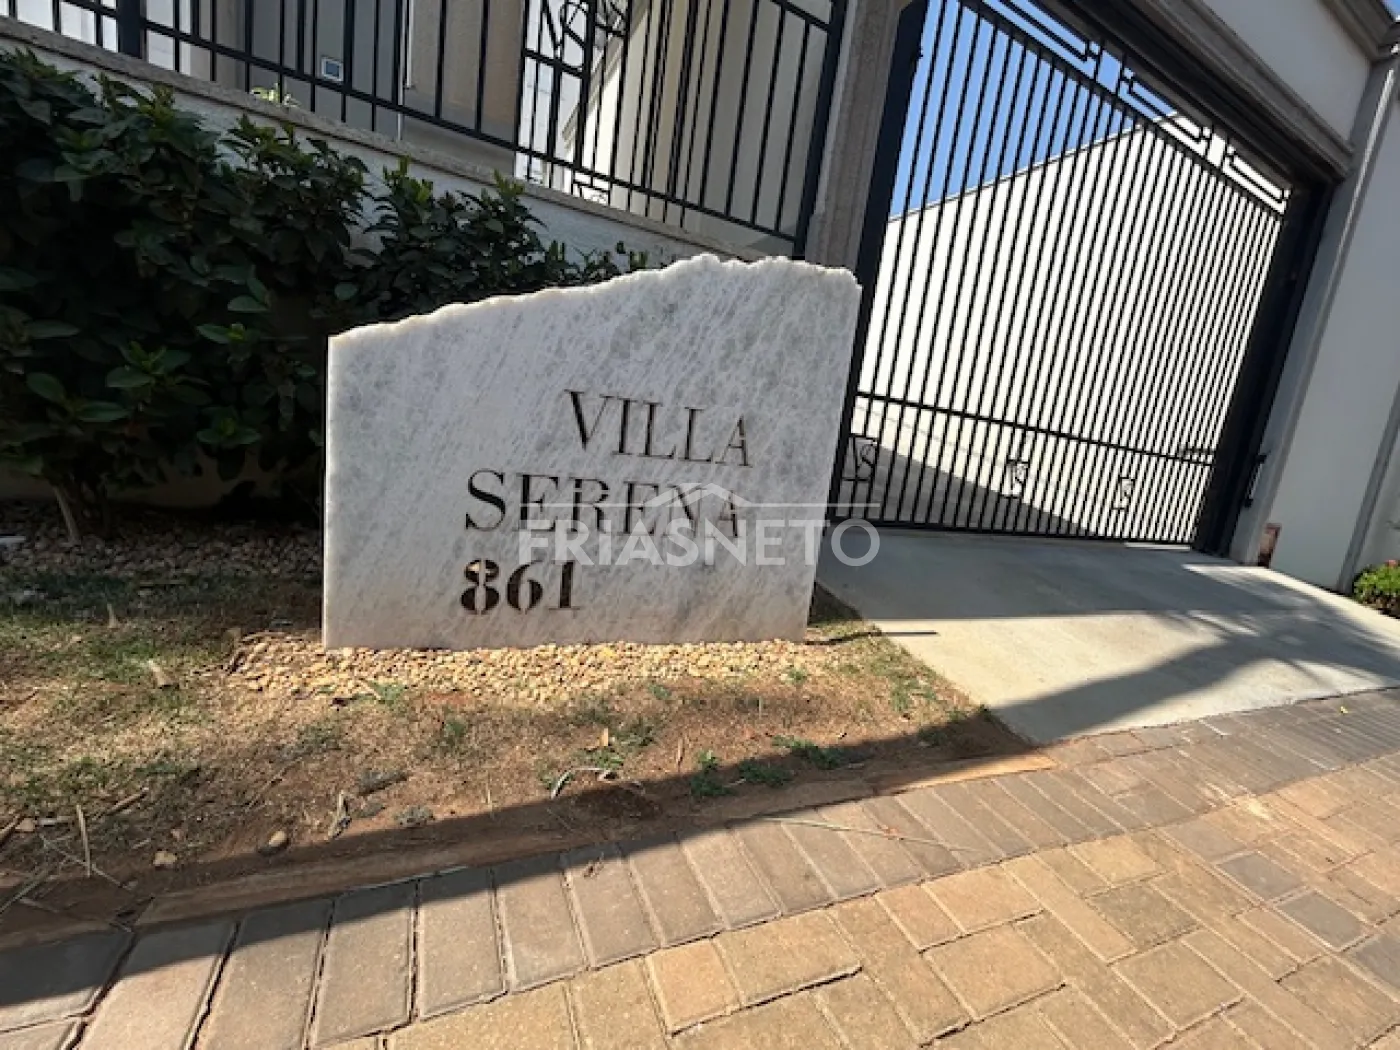 VILLA
SERENA
FRIASNETO
861